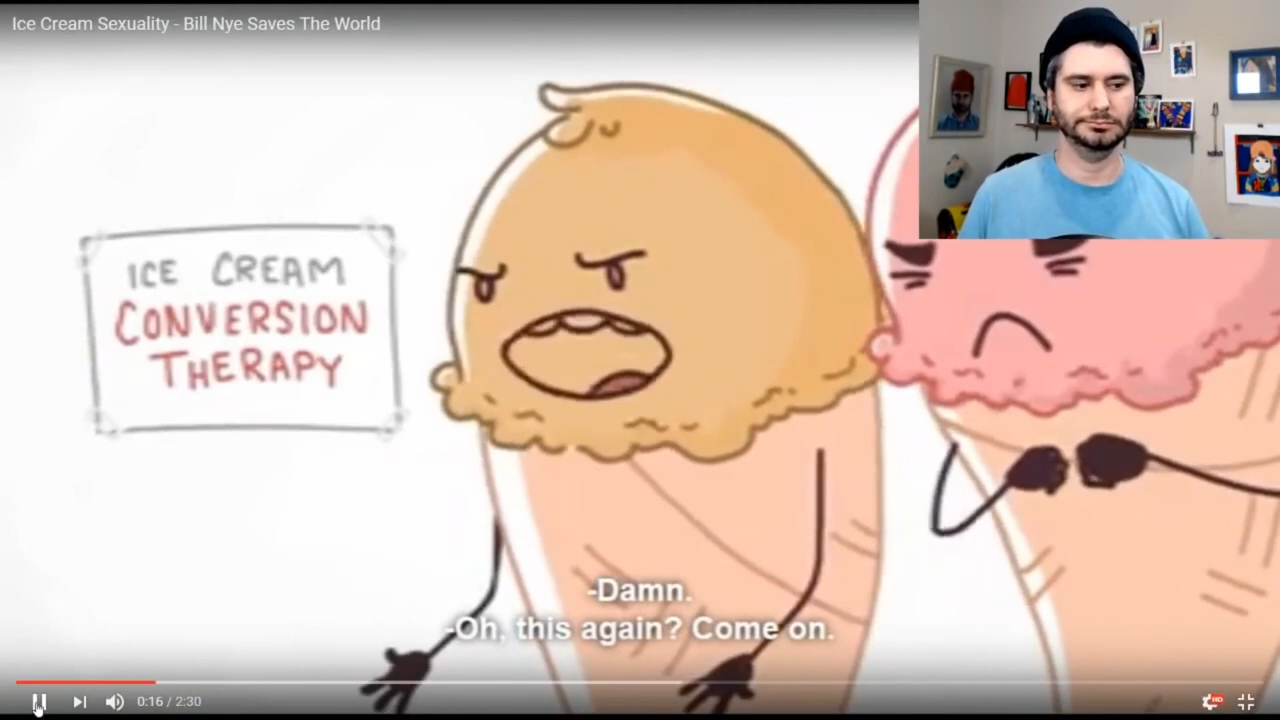 Ice Cream Sexuality - Bill Nye Saves The World
ICE CREAM
CONVERSION
THERAPY
-Damn.
-Oh, this again? Come on.
0:16 / 2:30
HD